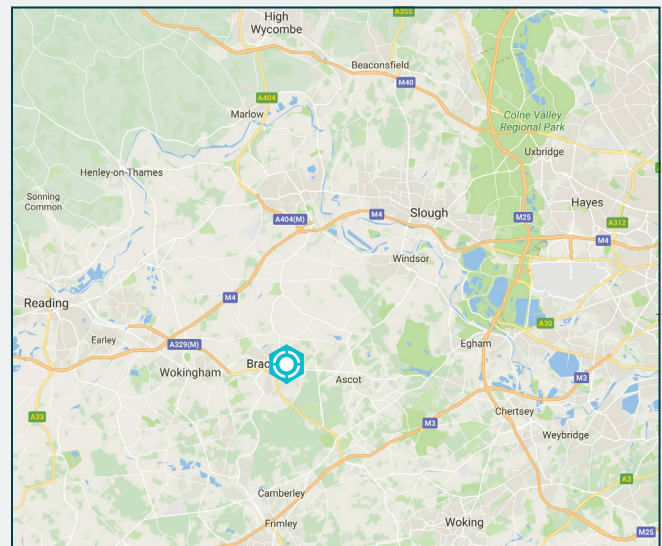 High
Wycombe
A355
Beaconsfield
M40
A404
Marlow
Colne Valley
Regional Park
Uxbridge
Henley-on-Thames
Sonning
Common
Hayes
A404(M)
M4
Slough
M25
A312
M4
Windsor
M4
Reading
A30
Earley
A329(M)
Egham
Wokingham
Brac
Ascot
M3
A33
Chertsey
M3
Weybridge
A3
Camberley
Frimley
Woking
M25